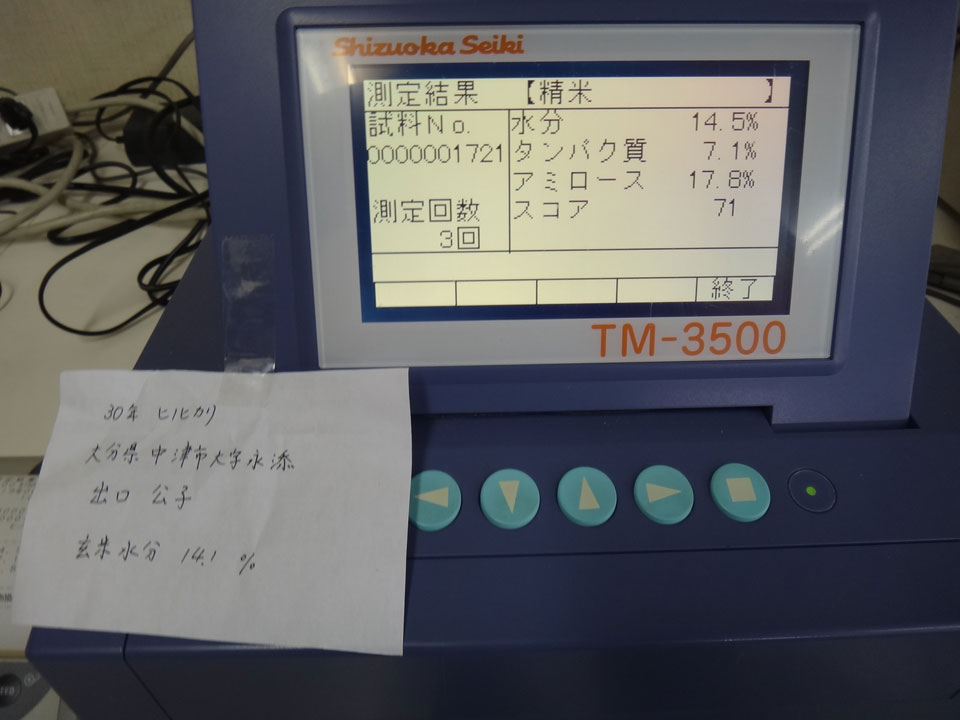 Shizuoka Seiki
測定結果 【精米 】
試料No.
0000001721
測定回数
3回
水分 14.5%
タンパク質 7.1%
アミロース 17.8%
スコア 71
終了
TM-3500
30年 ヒノヒカリ
大分県中津市大字永添
出口 公子
玄米水分 14.1 %